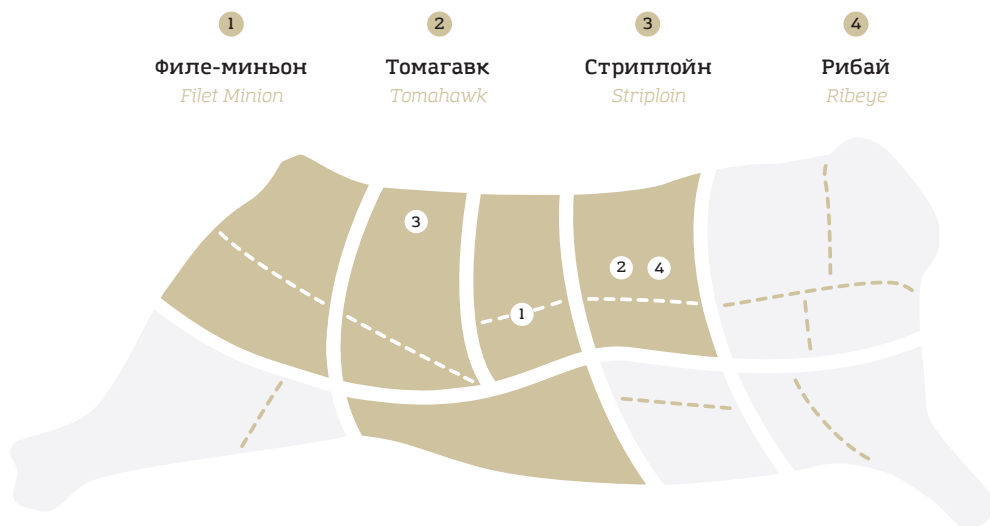 1 2 3 4
Филе-миньон Томагавк Стриплойн Рибай
Filet Minion Tomahawk Striploin Ribeye
3
2 4
1